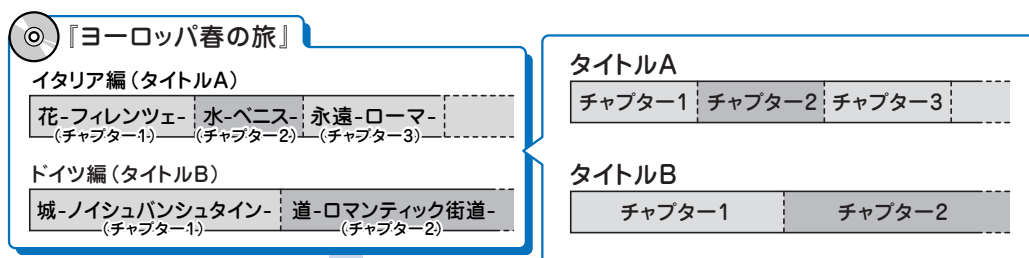 『ヨーロッパ春の旅』
イタリア編(タイトルA)
花-フィレンツェ- 水-ベニス- 永遠-ローマ-
(チャプター1) (チャプター2) (チャプター3)
ドイツ編(タイトルB)
城-ノイシュバンシュタイン- 道-ロマンティック街道-
(チャプター1) (チャプター2)
タイトルA
チャプター1 チャプター2 チャプター3
タイトルB
チャプター1 チャプター2